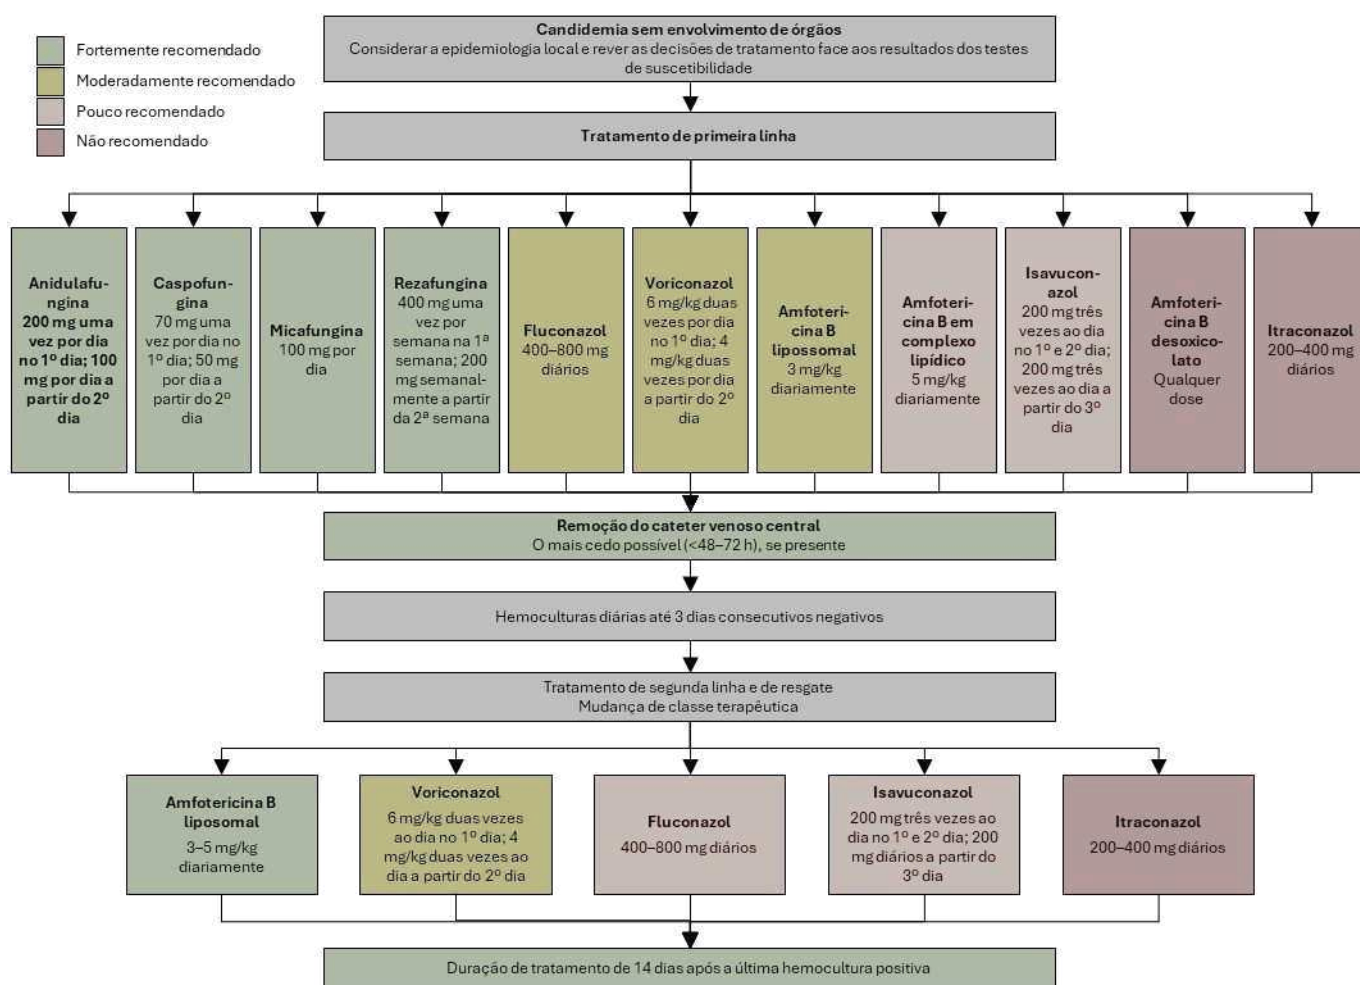 Fortemente recomendado
Moderadamente recomendado
Pouco recomendado
Não recomendado
Candidemia sem envolvimento de órgãos
Considerar a epidemiologia local e rever as decisões de tratamento face aos resultados dos testes
de suscetibilidade
Tratamento de primeira linha
Anidulafu-
ngina
200 mg uma
vez por dia
no 1º dia; 100
mg por dia a
partir do 2º
dia
Caspofun-
gina
70 mg uma
vez por dia no
1º dia; 50 mg
por dia a
partir do 2º
dia
Micafungina
100 mg por
dia
Rezafungina
400 mg uma
vez por
semana na 1ª
semana; 200
mg semanal-
mente a partir
da 2ª semana
Fluconazol
400–800 mg
diários
Voriconazol
6 mg/kg duas
vezes por dia
no 1º dia; 4
mg/kg duas
vezes por dia
a partir do 2º
dia
Amfoteri-
cina B
lipossomal
3 mg/kg
diariamente
Amfoteri-
cina B em
complexo
lipídico
5 mg/kg
diariamente
Isavucon-
azol
200 mg três
vezes ao dia
no 1º e 2º dia;
200 mg três
vezes ao dia a
partir do 3º
dia
Amfoteri-
cina B
desoxico-
lato
Qualquer
dose
Itraconazol
200–400 mg
diários
Remoção do cateter venoso central
O mais cedo possível (<48–72 h), se presente
Hemoculturas diárias até 3 dias consecutivos negativos
Tratamento de segunda linha e de resgate
Mudança de classe terapêutica
Amfotericina B
liposomal
3–5 mg/kg
diariamente
Voriconazol
6 mg/kg duas vezes
ao dia no 1º dia; 4
mg/kg duas vezes ao
dia a partir do 2º dia
Fluconazol
400–800 mg diários
Isavuconazol
200 mg três vezes ao
dia no 1º e 2º dia; 200
mg diários a partir do
3º dia
Itraconazol
200–400 mg diários
Duração de tratamento de 14 dias após a última hemocultura positiva